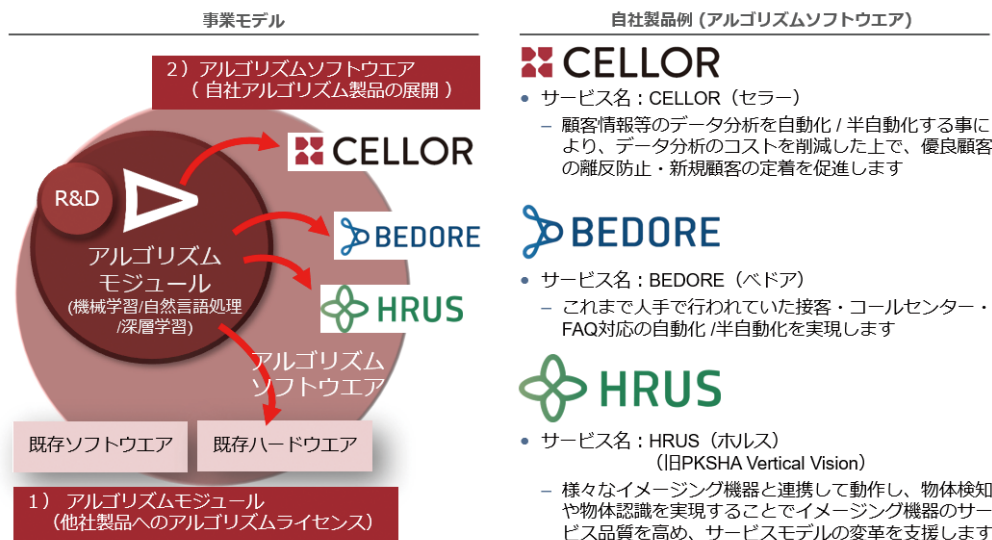 事業モデル
2）アルゴリズムソフトウエア
（ 自社アルゴリズム製品の展開 ）
CELLOR
R&D
BEDORE
アルゴリズム
モジュール
(機械学習/自然言語処理
/深層学習)
HRUS
アルゴリズム
ソフトウエア
既存ソフトウエア
既存ハードウエア
1） アルゴリズムモジュール
（他社製品へのアルゴリズムライセンス）
自社製品例 (アルゴリズムソフトウエア)
CELLOR
• サービス名：CELLOR（セラー）
– 顧客情報等のデータ分析を自動化 / 半自動化する事に
より、データ分析のコストを削減した上で、優良顧客
の離反防止・新規顧客の定着を促進します
BEDORE
• サービス名：BEDORE（ベドア）
– これまで人手で行われていた接客・コールセンター・
FAQ対応の自動化 /半自動化を実現します
HRUS
• サービス名：HRUS（ホルス）
（旧PKSHA Vertical Vision）
– 様々なイメージング機器と連携して動作し、物体検知
や物体認識を実現することでイメージング機器のサー
ビス品質を高め、サービスモデルの変革を支援します